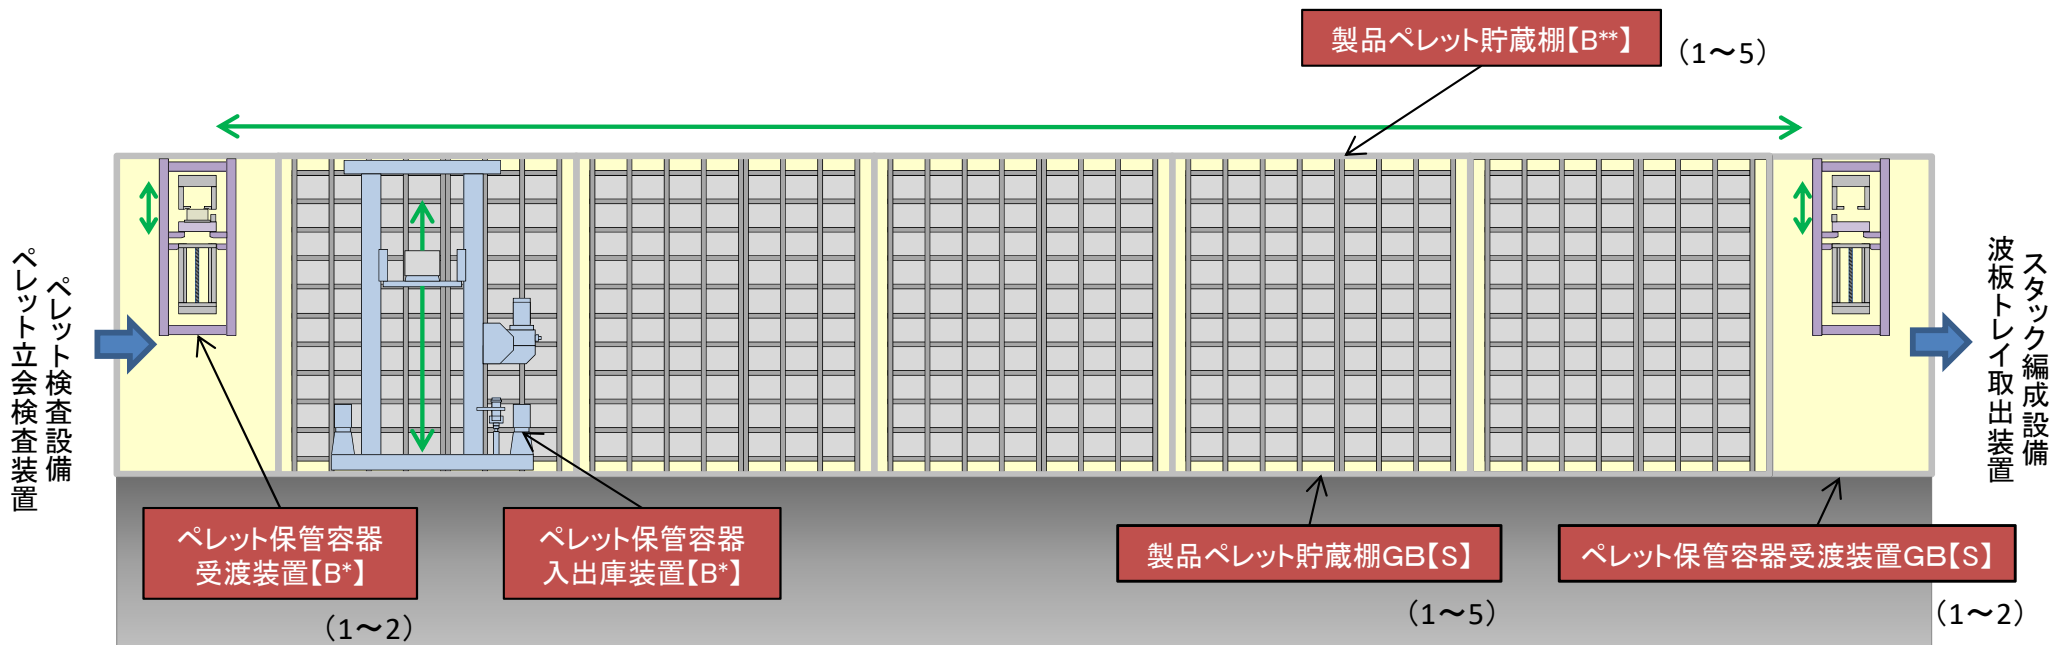 製品ペレット貯蔵棚【B**】
（1～5）
ペレット検査設備
ペレット立会検査装置
スタック編成設備
波板トレイ取出装置
ペレット保管容器
受渡装置【B*】
（1～2）
ペレット保管容器
入出庫装置【B*】
製品ペレット貯蔵棚GB【S】
（1～5）
ペレット保管容器受渡装置GB【S】
（1～2）